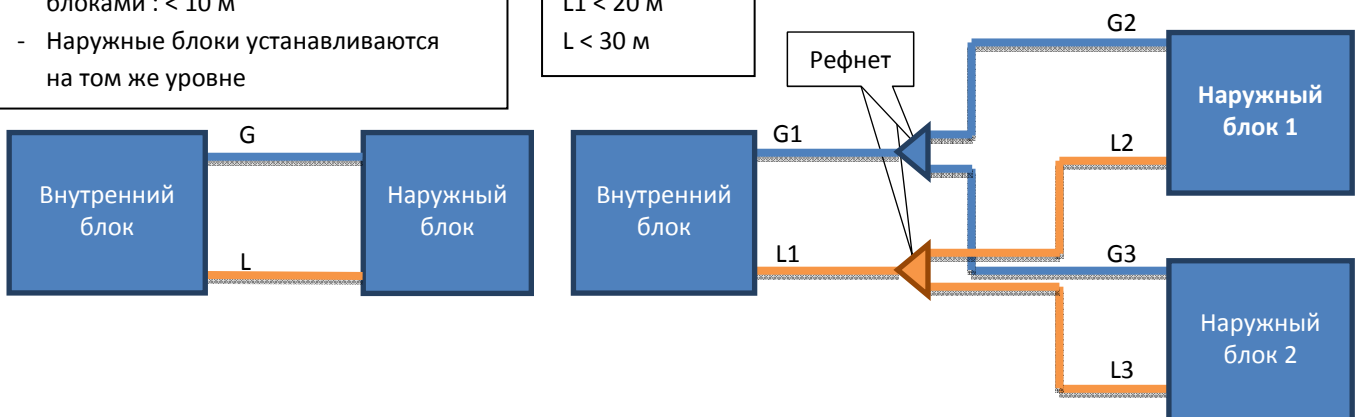 блоками : < 10 м
- Наружные блоки устанавливаются
на том же уровне
L1 < 20 м
L < 30 м
Рефнет
G
L
Внутренний
блок
Наружный
блок
Внутренний
блок
G1
L1
G2
L2
G3
L3
Наружный
блок 1
Наружный
блок 2